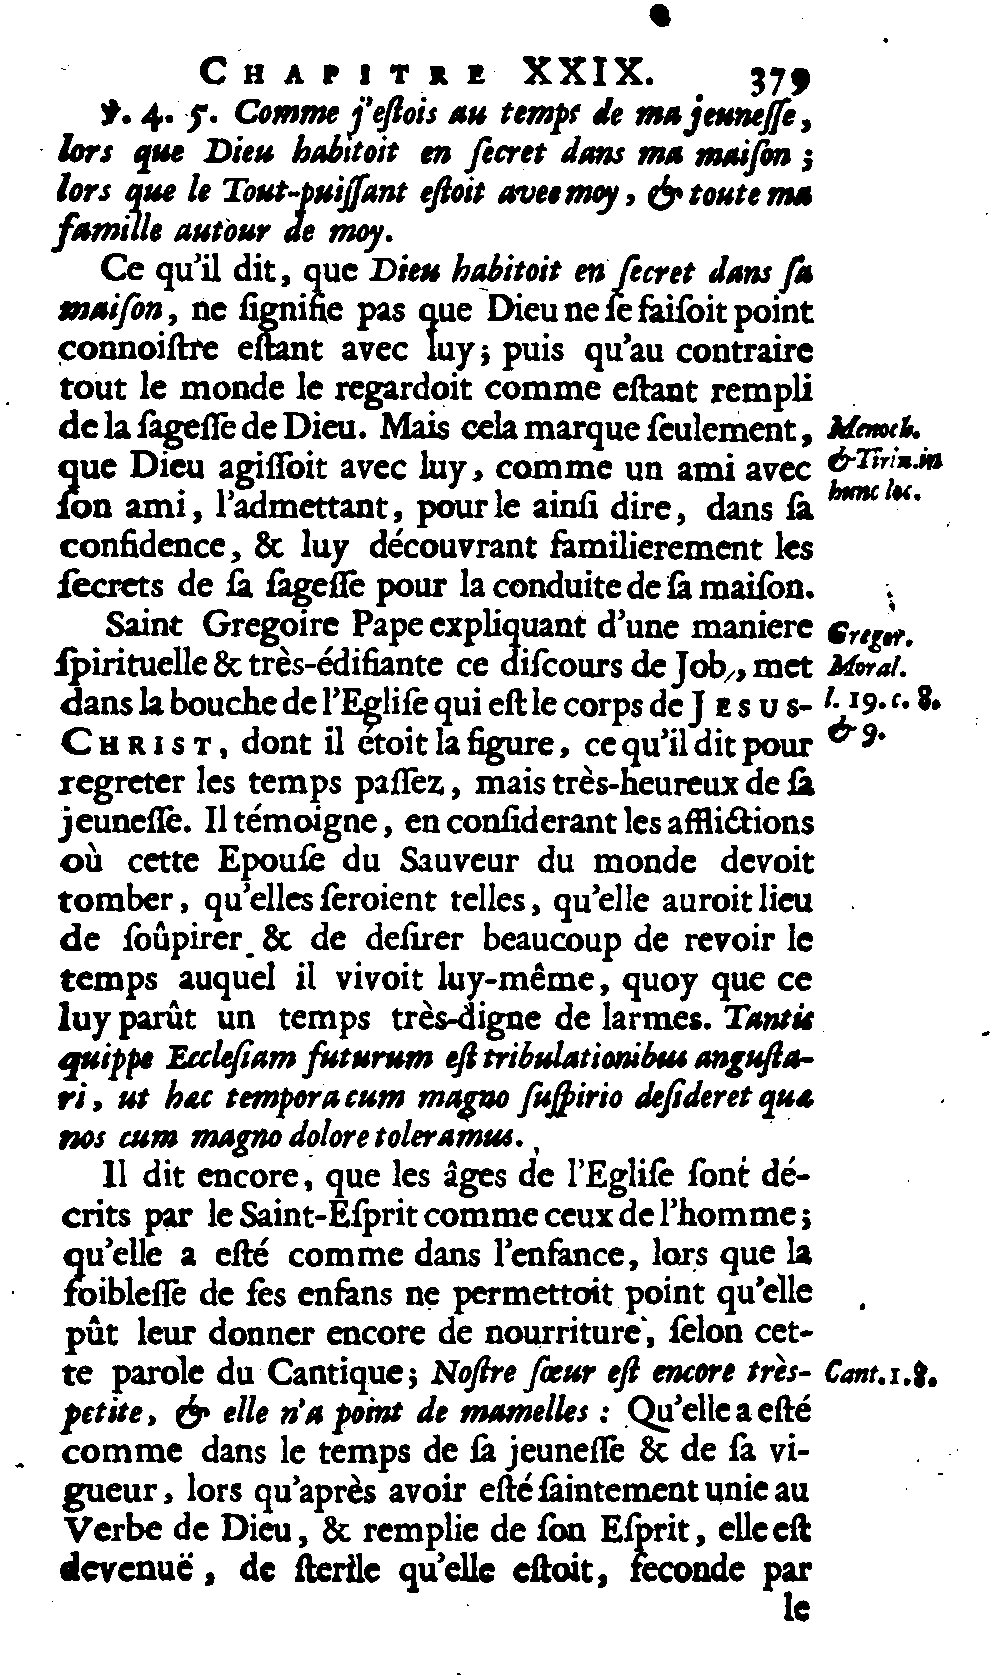 CHAPITRE XXIX. 379
℣. 4. 5. Comme j'eſtois au temps de ma jeuneſſe,
lors que Dieu habitoit en ſecret dans ma maiſon ;
lors que le Tout-puiſſant eſtoit avec moy, & toute ma
famille autour de moy.
Ce qu'il dit, que Dieu habitoit en ſecret dans ſa
maiſon, ne ſignifie pas que Dieu ne ſe faiſoit point
connoiſtre eſtant avec luy; puis qu'au contraire
tout le monde le regardoit comme eſtant rempli
de la ſageſſe de Dieu. Mais cela marque ſeulement,
Menoch.
que Dieu agiſſoit avec luy, comme un ami avec
& Tirin. in
ſon ami, l'admettant, pour le ainſi dire, dans ſa
hunc loc.
confidence, & luy découvrant familierement les
ſecrets de ſa ſageſſe pour la conduite de ſa maiſon.
Saint Gregoire Pape expliquant d'une maniere
Gregor.
ſpirituelle & très-édifiante ce diſcours de Job, met
Moral.
dans la bouche de l'Egliſe qui eſt le corps de JESUS-
l. 19. c. 8.
CHRIST, dont il étoit la figure, ce qu'il dit pour
& 9.
regreter les temps paſſez, mais très-heureux de ſa
jeuneſſe. Il témoigne, en conſiderant les afflictions
où cette Epouſe du Sauveur du monde devoit
tomber, qu'elles ſeroient telles, qu'elle auroit lieu
de ſoûpirer & de deſirer beaucoup de revoir le
temps auquel il vivoit luy-même, quoy que ce
luy parût un temps très-digne de larmes. Tantis
quippe Eccleſiam futurum eſt tribulationibus anguſta-
ri, ut hæc tempora cum magno ſuſpirio deſideret quæ
nos cum magno dolore toleramus.
Il dit encore, que les âges de l'Egliſe ſont dé-
crits par le Saint-Eſprit comme ceux de l'homme;
qu'elle a eſté comme dans l'enfance, lors que la
foibleſſe de ſes enfans ne permettoit point qu'elle
pût leur donner encore de nourriture, ſelon cet-
te parole du Cantique; Noſtre ſœur eſt encore très-
Cant. 1. 8.
petite, & elle n'a point de mamelles : Qu'elle a eſté
comme dans le temps de ſa jeuneſſe & de ſa vi-
gueur, lors qu'après avoir eſté ſaintement unie au
Verbe de Dieu, & remplie de ſon Eſprit, elle eſt
devenuë, de ſterile qu'elle eſtoit, feconde par
le